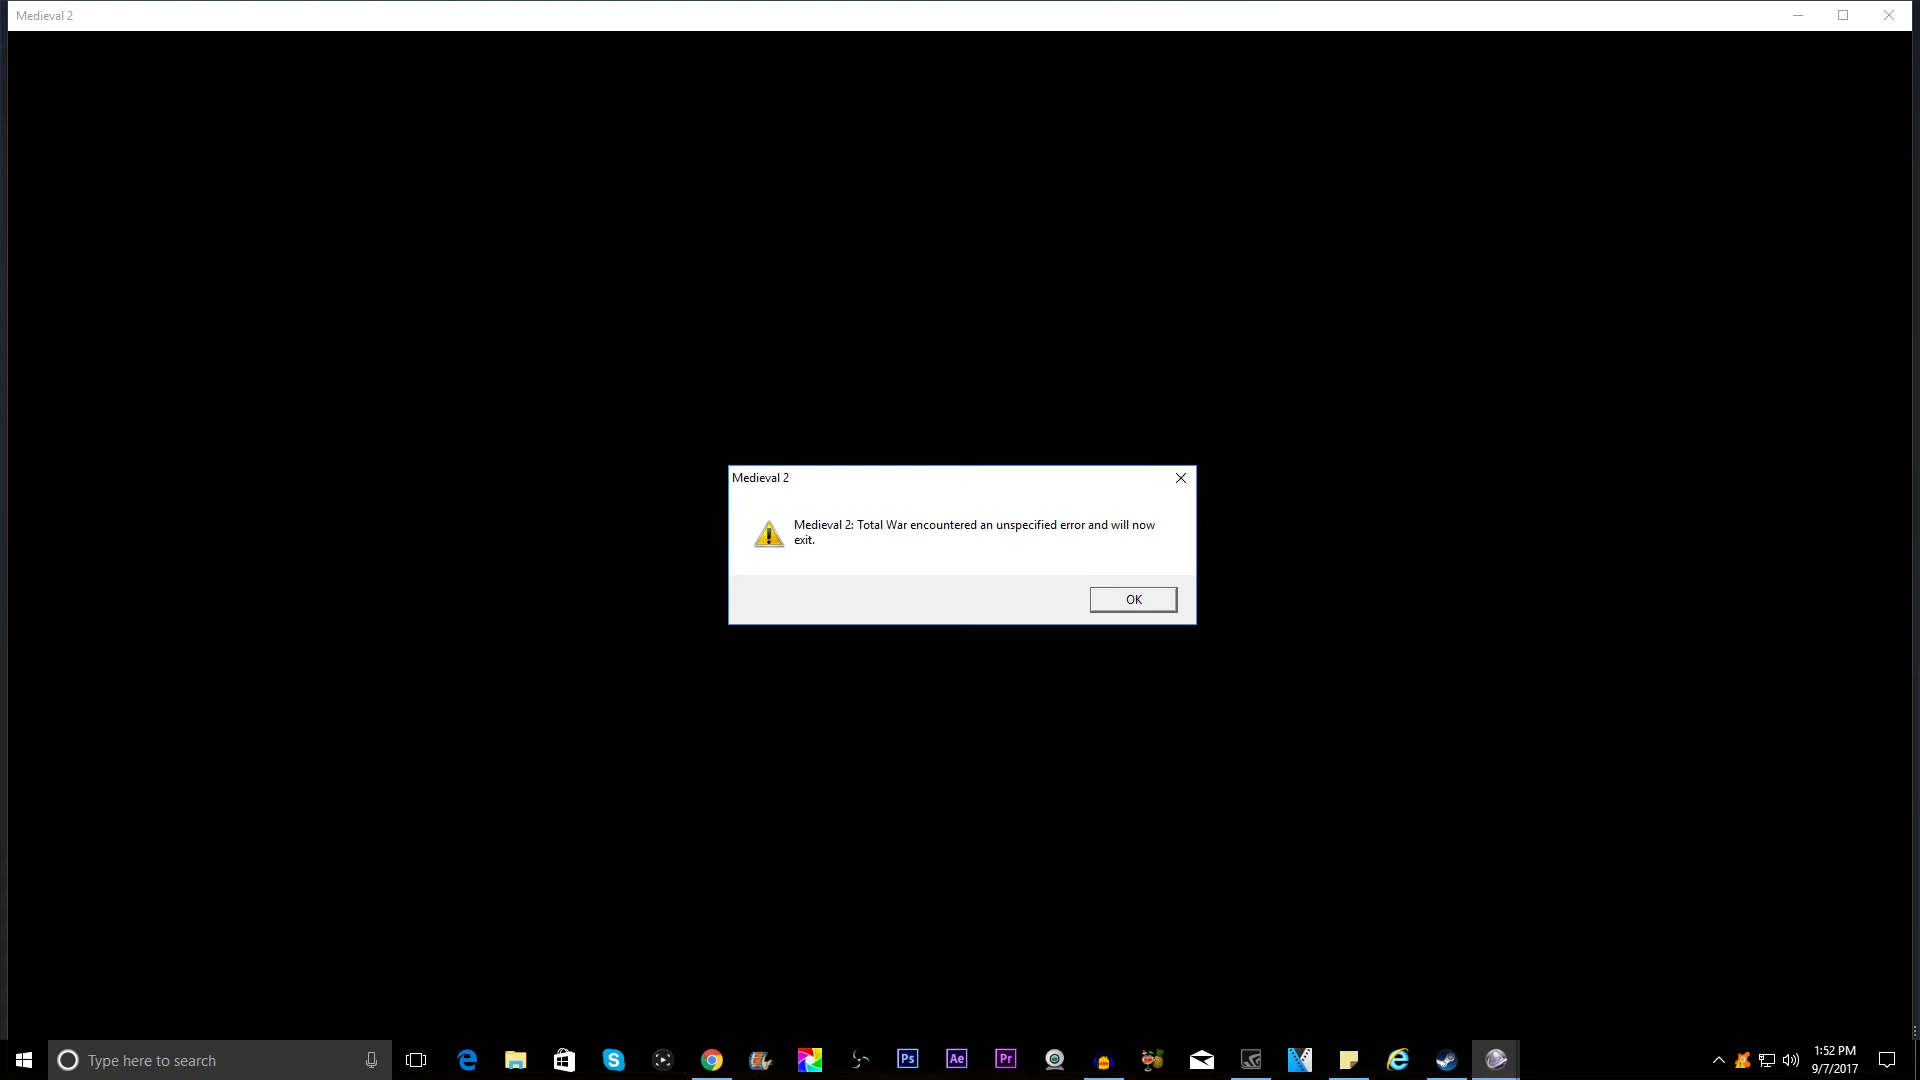 Medieval 2
Medieval 2
Medieval 2: Total War encountered an unspecified error and will now
exit.
OK
Type here to search
Ps
Ae
Pr
1:52 PM
9/7/2017